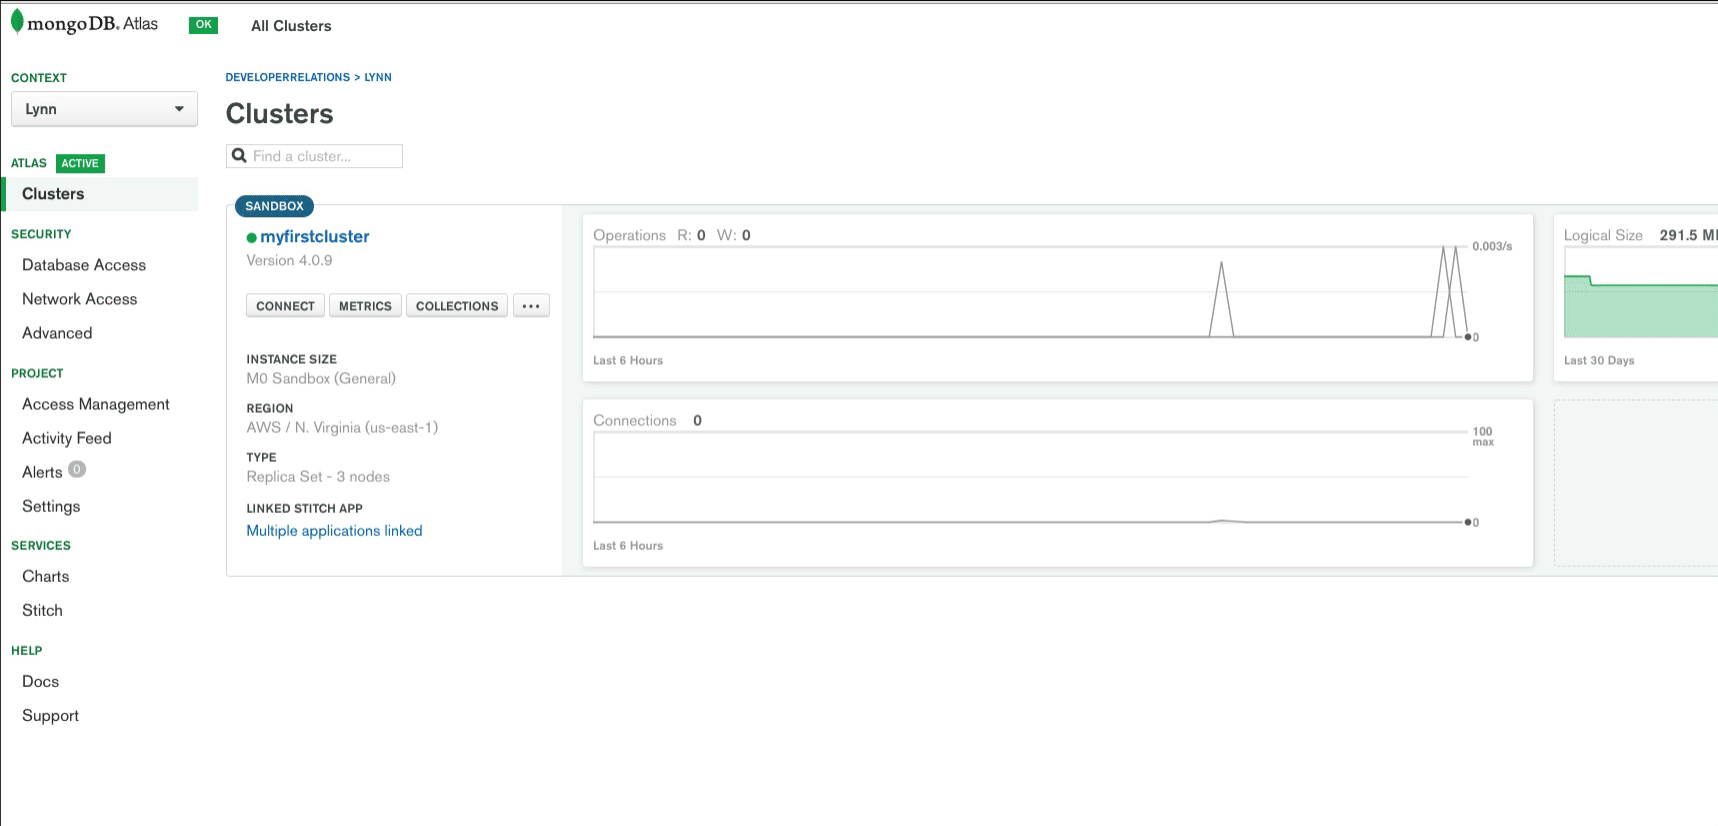 mongoDB. Atlas OK All Clusters
CONTEXT
Lynn
ATLAS ACTIVE
Clusters
SECURITY
Database Access
Network Access
Advanced
PROJECT
Access Management
Activity Feed
Alerts 0
Settings
SERVICES
Charts
Stitch
HELP
Docs
Support
DEVELOPERRELATIONS > LYNN
Clusters
Find a cluster...
SANDBOX
myfirstcluster
Version 4.0.9
CONNECT METRICS COLLECTIONS ...
INSTANCE SIZE
M0 Sandbox (General)
REGION
AWS / N. Virginia (us-east-1)
TYPE
Replica Set - 3 nodes
LINKED STITCH APP
Multiple applications linked
Operations R: 0 W: 0
0.003/s
0
Last 6 Hours
Connections 0
100
max
0
Last 6 Hours
Logical Size 291.5
Last 30 Days